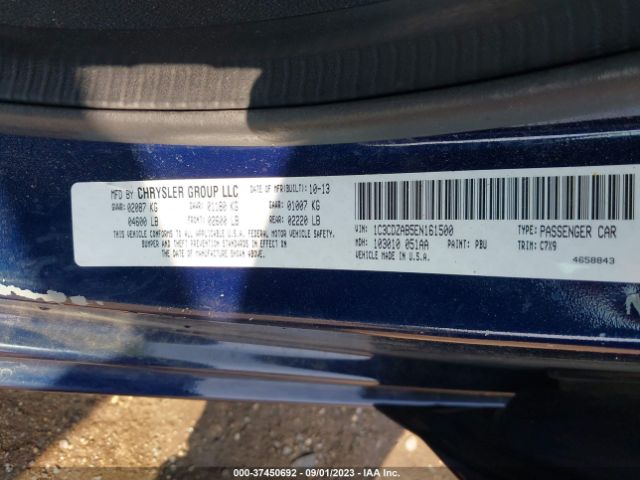 MFD BY CHRYSLER GROUP LLC DATE OF MFR(BUILT): 10-13
GVWR: 02087 KG GAWR: 01180 KG GAWR: 01007 KG
04600 LB FRONT: 02600 LB REAR: 02220 LB
THIS VEHICLE CONFORMS TO ALL APPLICABLE U.S.A. FEDERAL MOTOR VEHICLE SAFETY,
BUMPER AND THEFT PREVENTION STANDARDS IN EFFECT ON
THE DATE OF MANUFACTURE SHOWN ABOVE.
VIN: 1C3CDZAB5EN161500 TYPE: PASSENGER CAR
MDH: 103010 051AA PAINT: PBU TRIM: C7X9
VEHICLE MADE IN U.S.A. 4658843
000-37450692 - 09/01/2023 - IAAI.COM